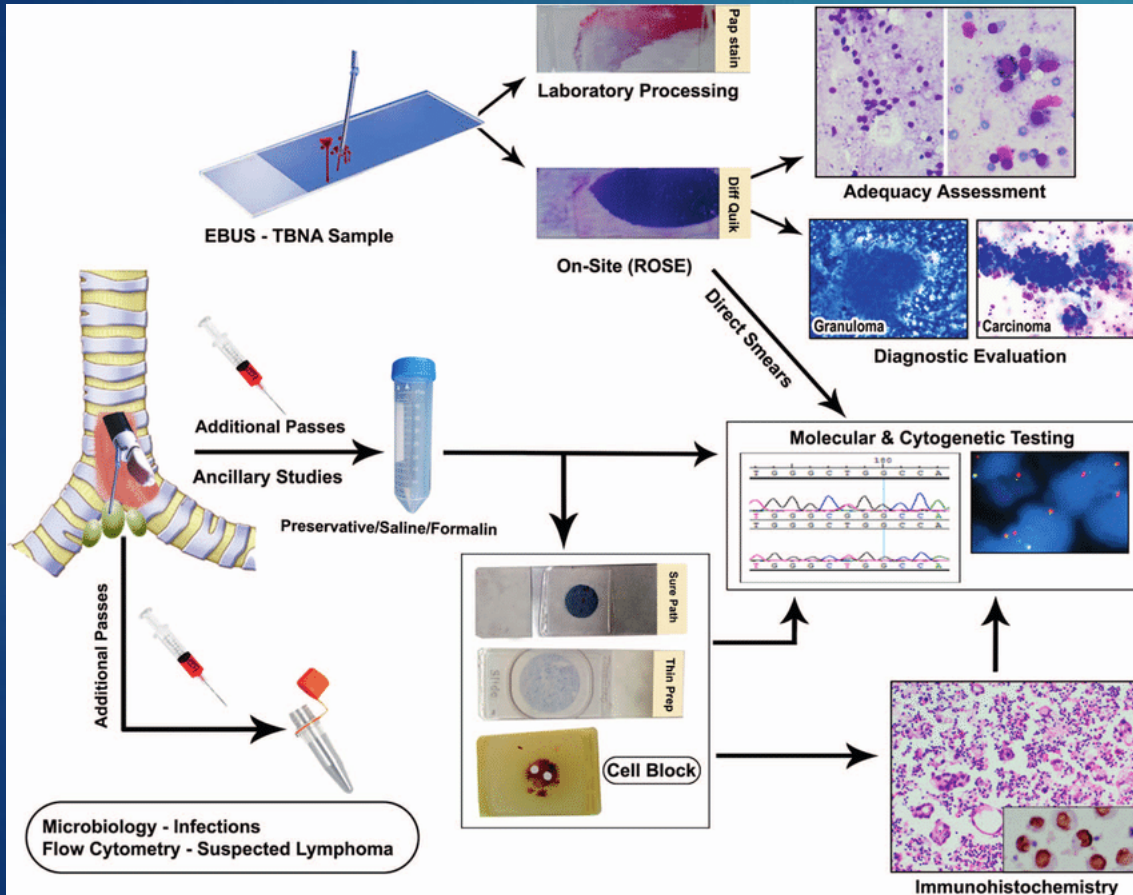 Pap stain
Laboratory Processing
EBUS - TBNA Sample
Diff Quik
On-Site (ROSE)
Adequacy Assessment
Granuloma
Carcinoma
Diagnostic Evaluation
Direct Smears
Additional Passes
Ancillary Studies
Preservative/Saline/Formalin
Molecular & Cytogenetic Testing
180
T G G G C T G G C C A
T G G G C G G G C C A
T G G G C T G G C C A
T G G G C T G G C C A
Additional Passes
Sure Path
Thin Prep
Slide
Cell Block
Microbiology - Infections
Flow Cytometry - Suspected Lymphoma
Immunohistochemistry